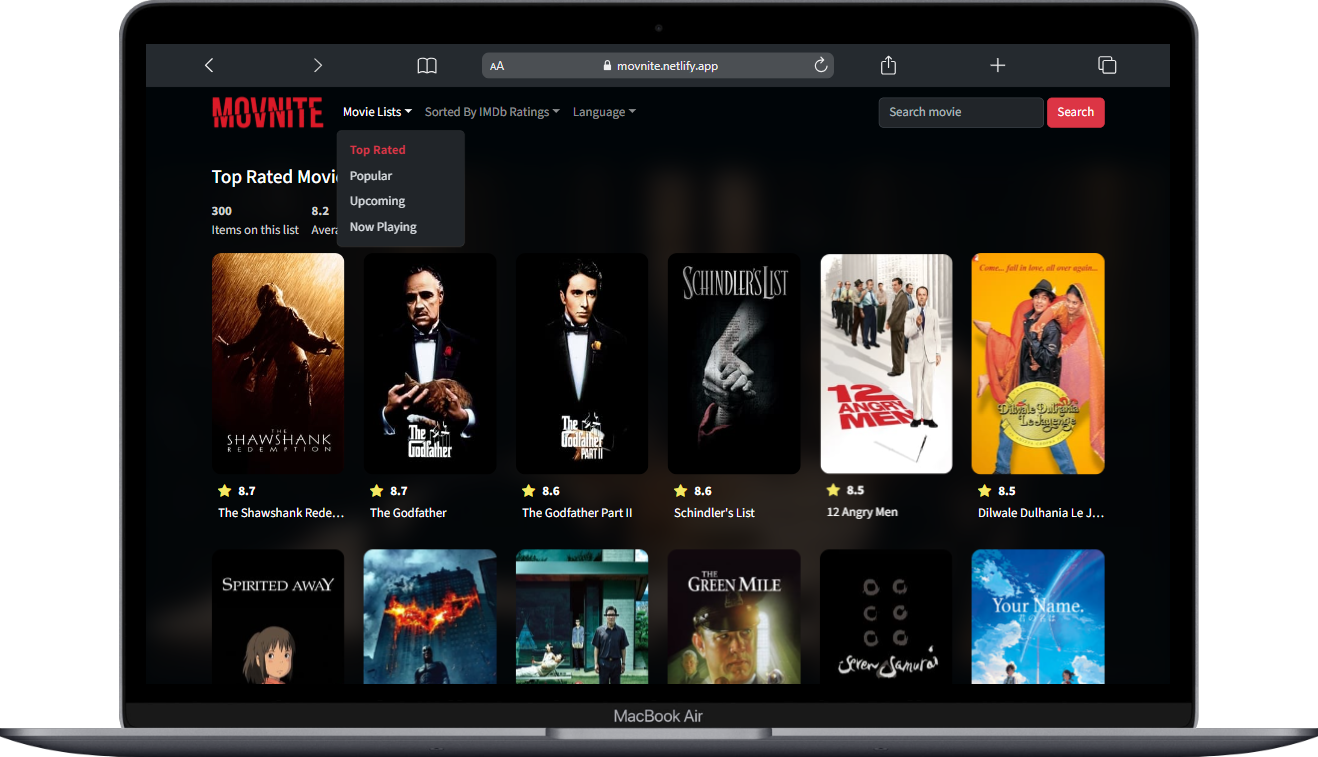 AA movnite.netlify.app
MOVNITE Movie Lists Sorted By IMDb Ratings Language Search movie Search
Top Rated
Popular
Upcoming
Now Playing
Top Rated
300 8.2
Items on this list
Come... fall in love, all over again...
SCHINDLER'S LIST
12
ANGRY
MEN
THE
SHAWSHANK
REDEMPTION
The
Godfather
The
Godfather
PART II
Dilwale Dulhania
Le Jayenge
8.7 8.7 8.6 8.6 8.5 8.5
The Shawshank Rede... The Godfather The Godfather Part II Schindler's List 12 Angry Men Dilwale Dulhania Le J...
SPIRITED AWAY
THE
GREEN MILE
Seven Samurai
Your Name.
君の名は
MacBook Air